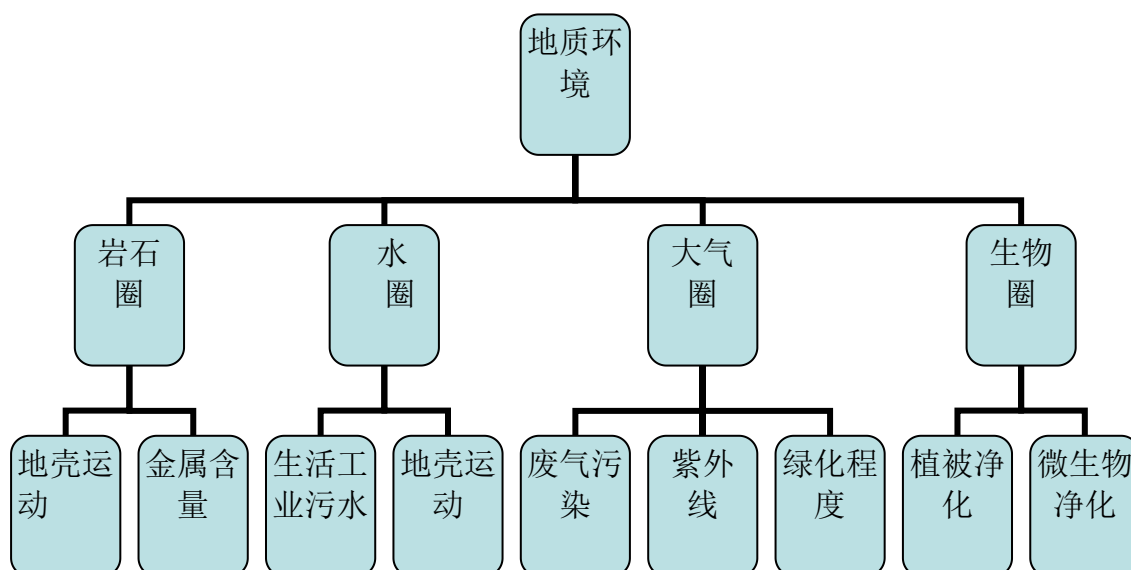 地质环
境
岩石
圈
水
圈
大气
圈
生物
圈
地壳运
动
金属含
量
生活工
业污水
地壳运
动
废气污
染
紫外
线
绿化程
度
植被净
化
微生物
净化